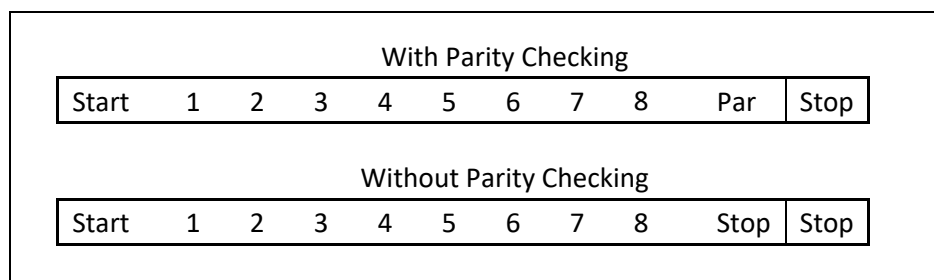 With Parity Checking
Start 1 2 3 4 5 6 7 8 Par Stop
Without Parity Checking
Start 1 2 3 4 5 6 7 8 Stop Stop